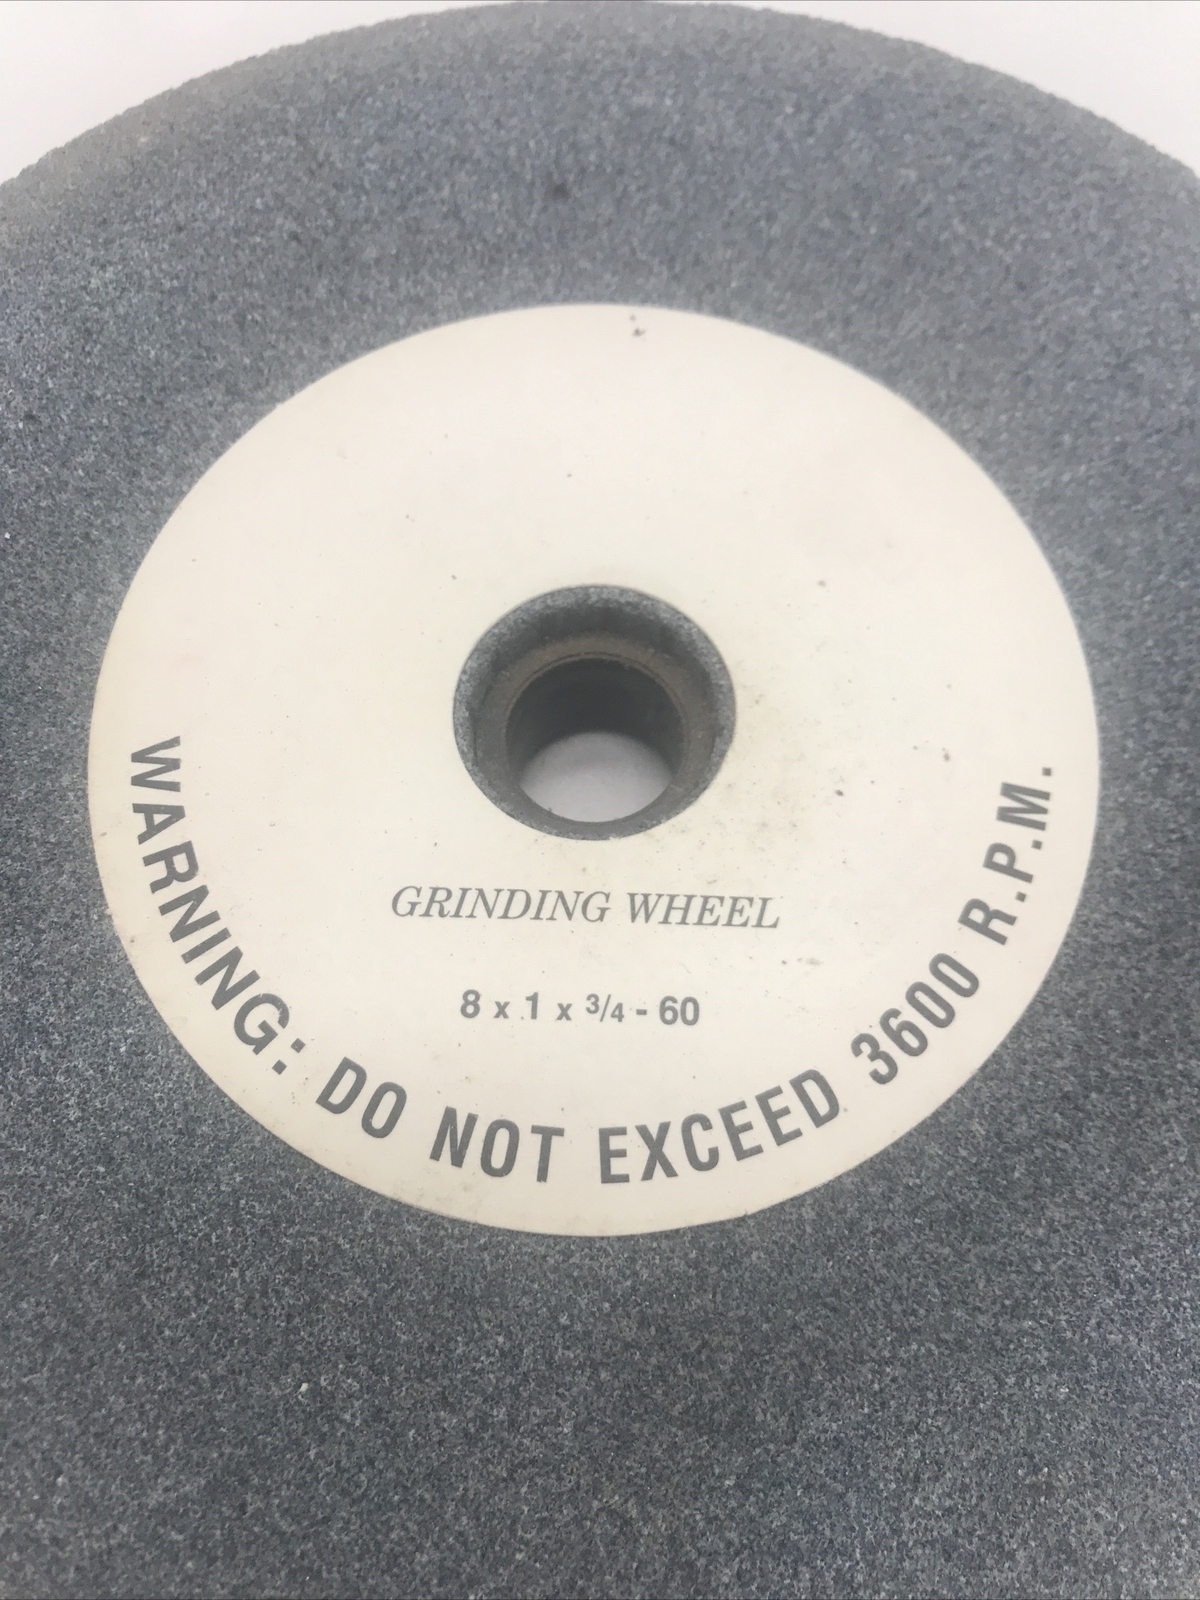 GRINDING WHEEL
8 x 1 x 3/4 - 60
WARNING: DO NOT EXCEED 3600 R.P.M.